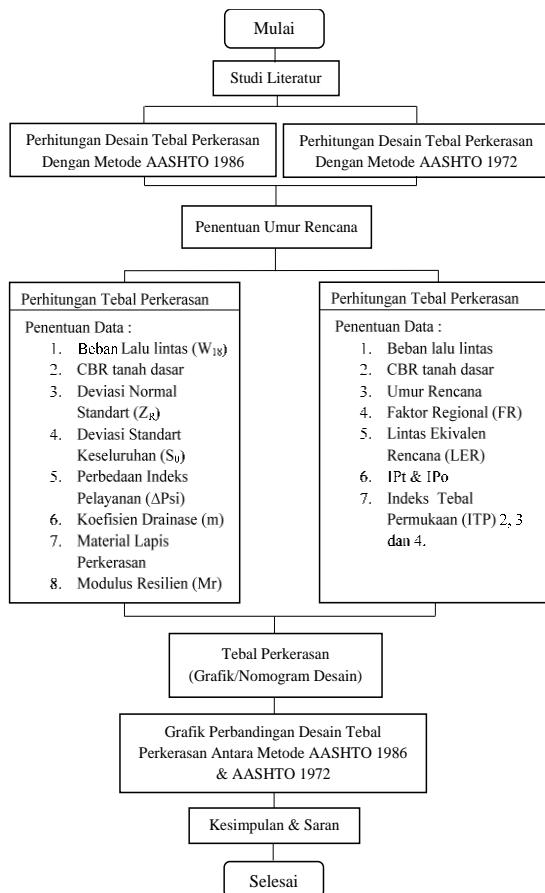 Mulai
Studi Literatur
Perhitungan Desain Tebal Perkerasan
Dengan Metode AASHTO 1986
Perhitungan Desain Tebal Perkerasan
Dengan Metode AASHTO 1972
Penentuan Umur Rencana
Perhitungan Tebal Perkerasan
Penentuan Data :
1. Beban Lalu lintas (W₁₈)
2. CBR tanah dasar
3. Deviasi Normal
Standart (Z_R)
4. Deviasi Standart
Keseluruhan (S₀)
5. Perbedaan Indeks
Pelayanan (ΔPsi)
6. Koefisien Drainase (m)
7. Material Lapis
Perkerasan
8. Modulus Resilien (Mr)
Perhitungan Tebal Perkerasan
Penentuan Data :
1. Beban lalu lintas
2. CBR tanah dasar
3. Umur Rencana
4. Faktor Regional (FR)
5. Lintas Ekivalen
Rencana (LER)
6. IPt & IPo
7. Indeks Tebal
Permukaan (ITP) 2, 3
dan 4.
Tebal Perkerasan
(Grafik/Nomogram Desain)
Grafik Perbandingan Desain Tebal
Perkerasan Antara Metode AASHTO 1986
& AASHTO 1972
Kesimpulan & Saran
Selesai